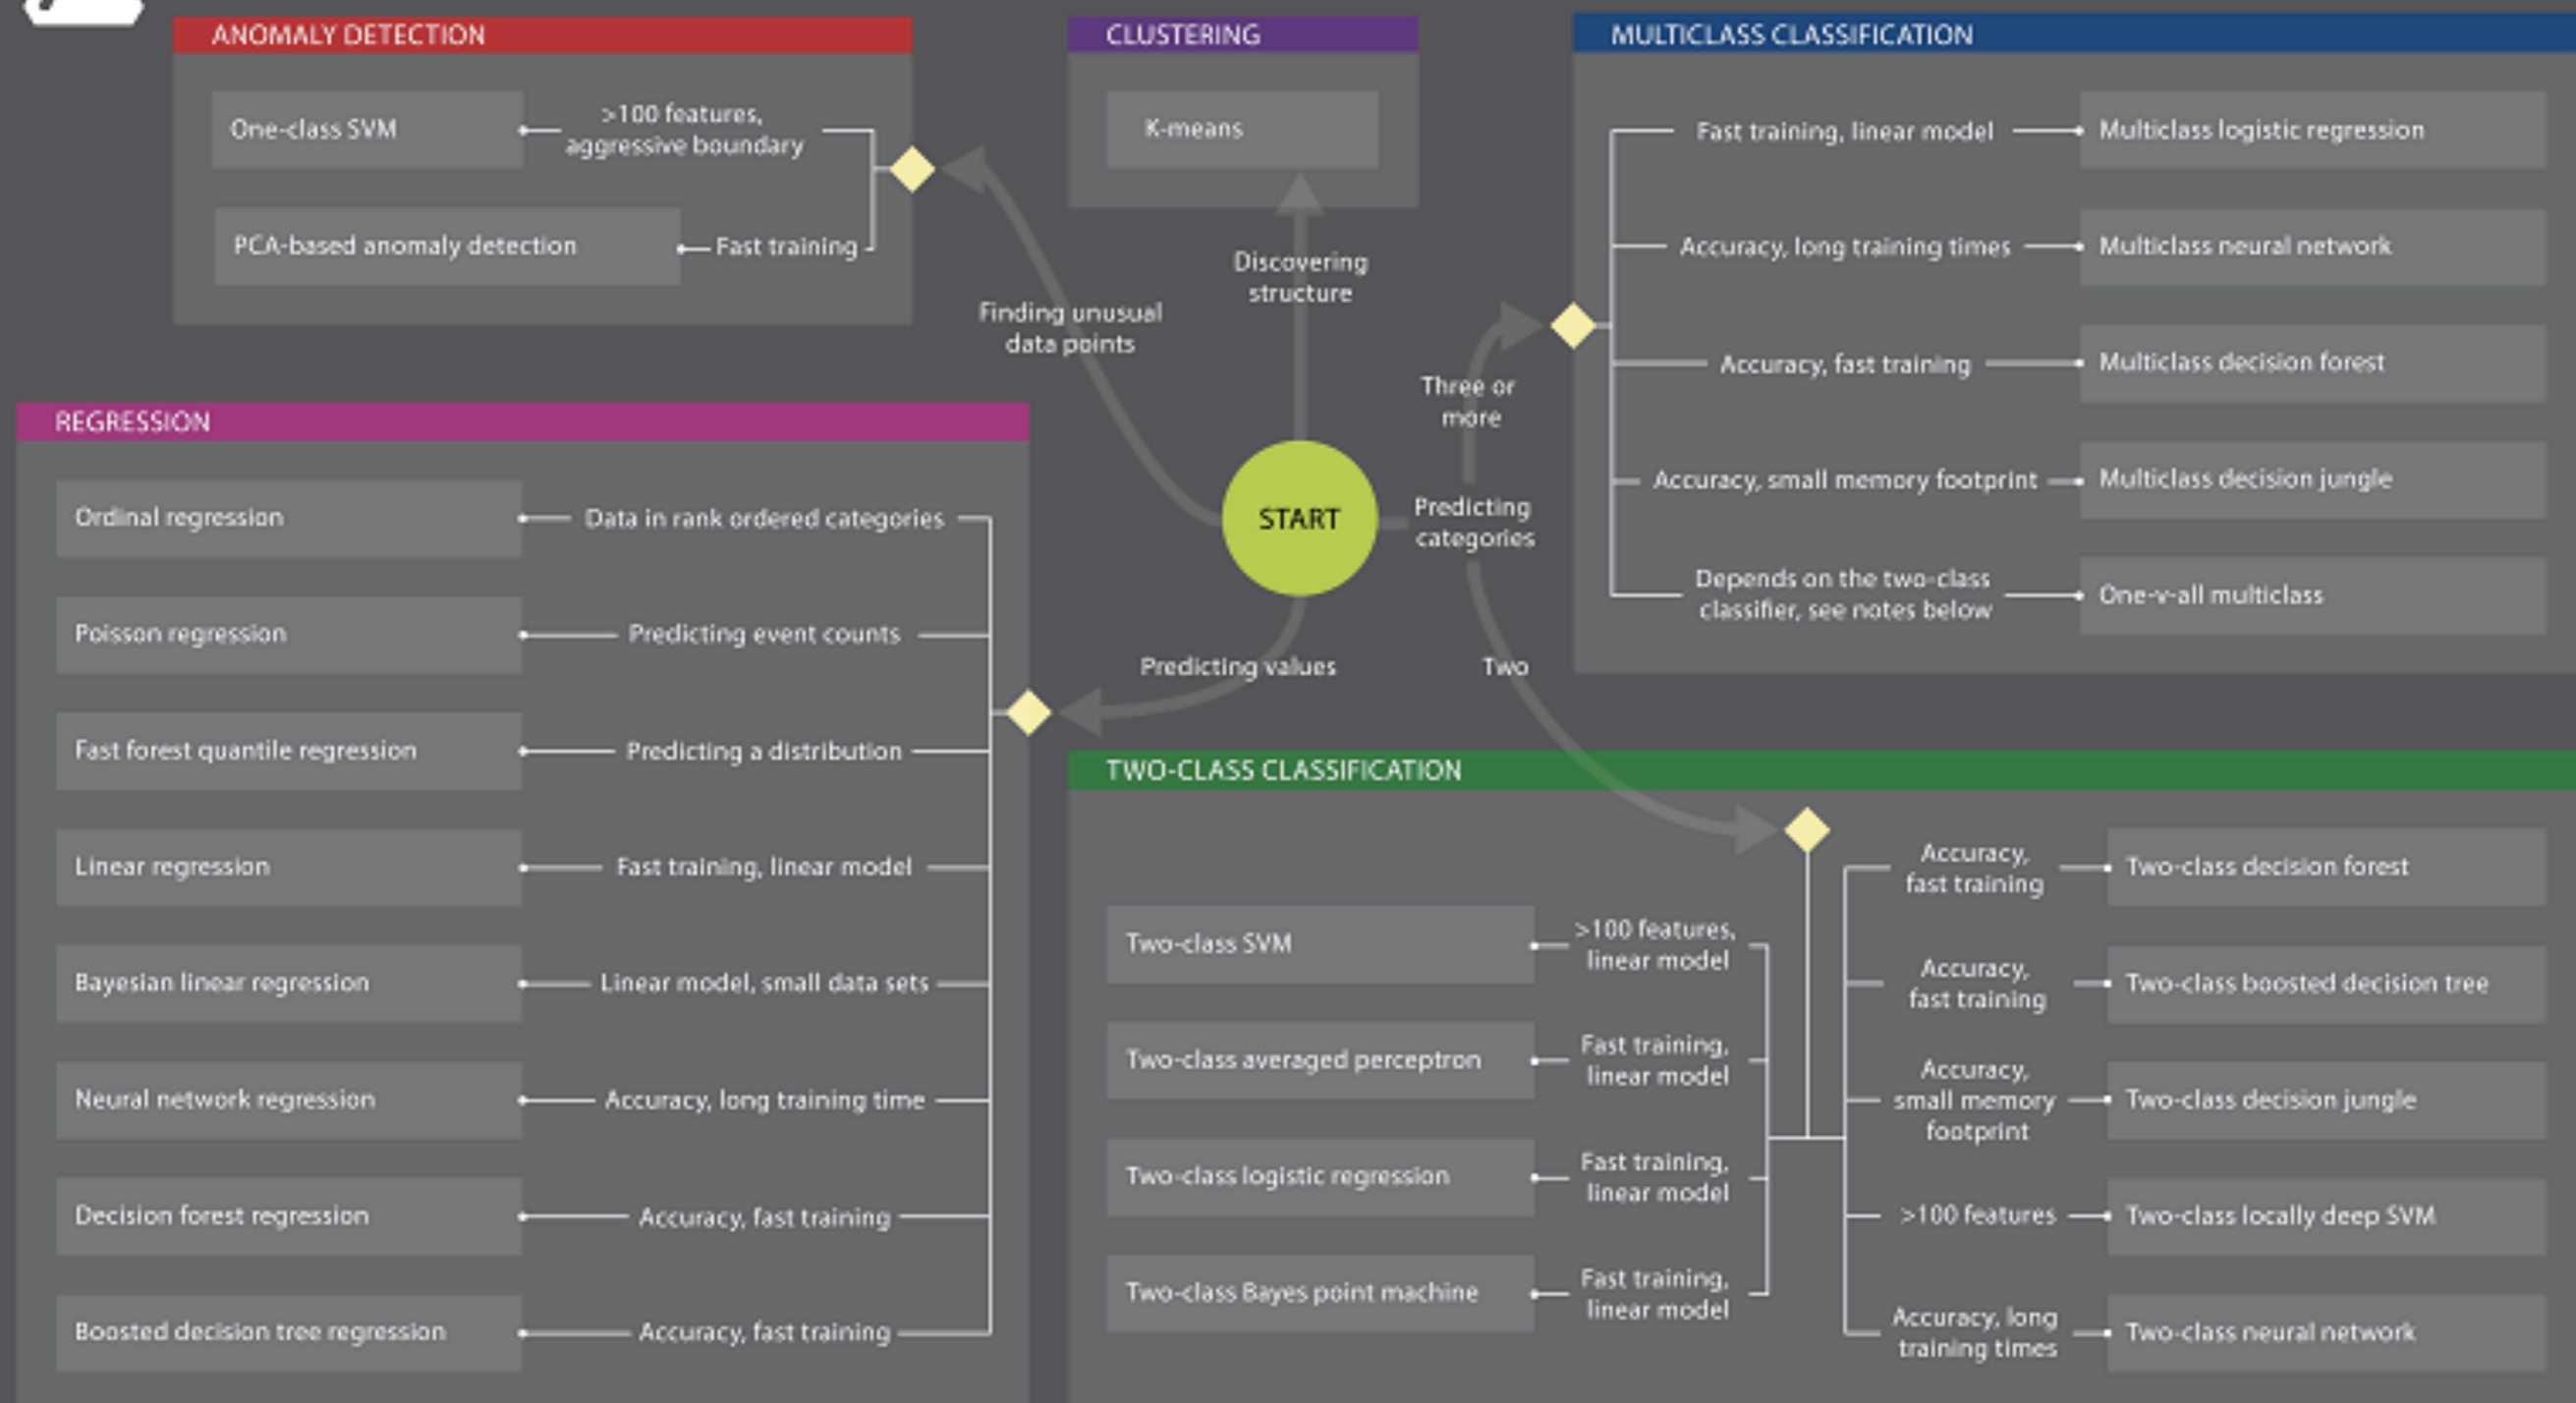 ANOMALY DETECTION
One-class SVM
>100 features,
aggressive boundary
PCA-based anomaly detection
Fast training
CLUSTERING
K-means
MULTICLASS CLASSIFICATION
Fast training, linear model
Multiclass logistic regression
Accuracy, long training times
Multiclass neural network
Accuracy, fast training
Multiclass decision forest
Accuracy, small memory footprint
Multiclass decision jungle
Depends on the two-class
classifier, see notes below
One-v-all multiclass
Finding unusual
data points
Discovering
structure
Three or
more
START
Predicting
categories
Predicting values
Two
REGRESSION
Ordinal regression
Data in rank ordered categories
Poisson regression
Predicting event counts
Fast forest quantile regression
Predicting a distribution
Linear regression
Fast training, linear model
Bayesian linear regression
Linear model, small data sets
Neural network regression
Accuracy, long training time
Decision forest regression
Accuracy, fast training
Boosted decision tree regression
Accuracy, fast training
TWO-CLASS CLASSIFICATION
Two-class SVM
>100 features,
linear model
Two-class averaged perceptron
Fast training,
linear model
Two-class logistic regression
Fast training,
linear model
Two-class Bayes point machine
Fast training,
linear model
Accuracy,
fast training
Two-class decision forest
Accuracy,
fast training
Two-class boosted decision tree
Accuracy,
small memory
footprint
Two-class decision jungle
>100 features
Two-class locally deep SVM
Accuracy, long
training times
Two-class neural network